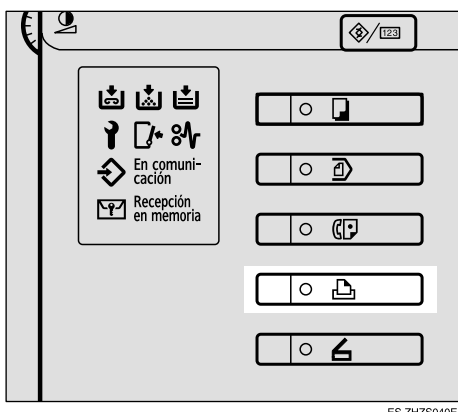 123
En comuni-
cación
Recepción
en memoria
ES ZHZS040E